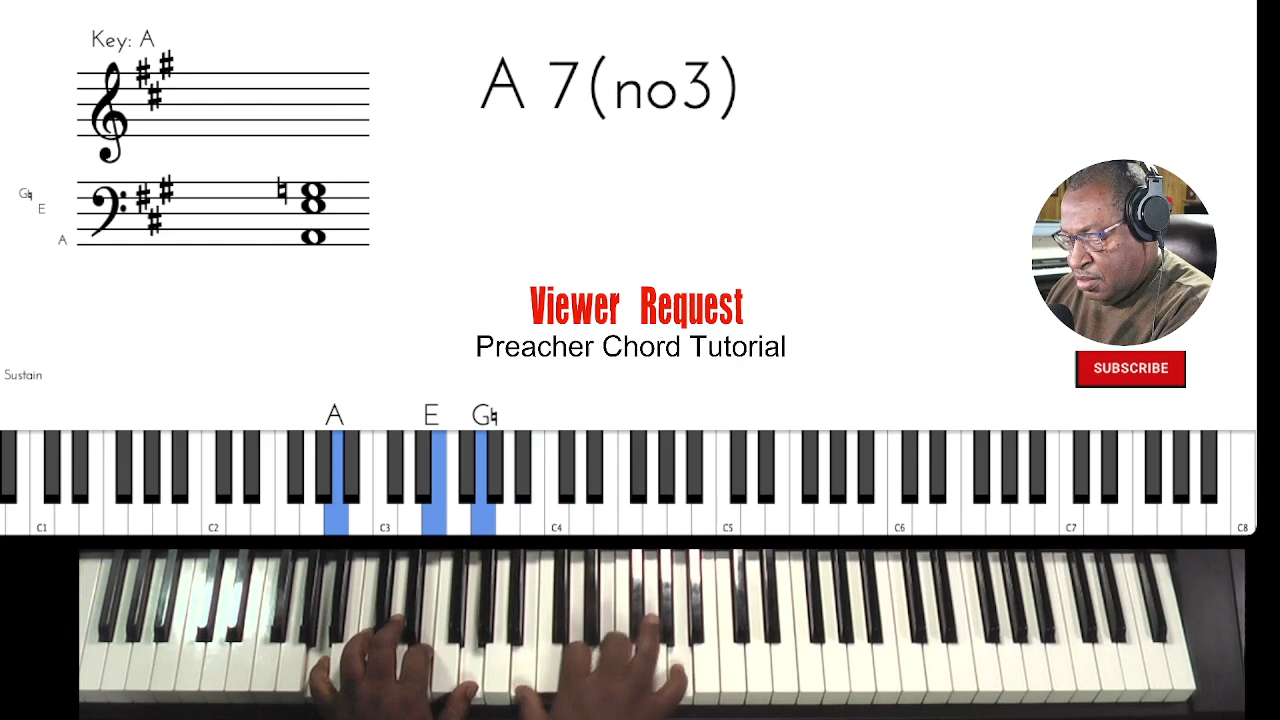 Key: A
A 7(no3)
G♮
E
A
Viewer Request
Preacher Chord Tutorial
SUBSCRIBE
Sustain
A E G♮
C1 C2 C3 C4 C5 C6 C7 C8